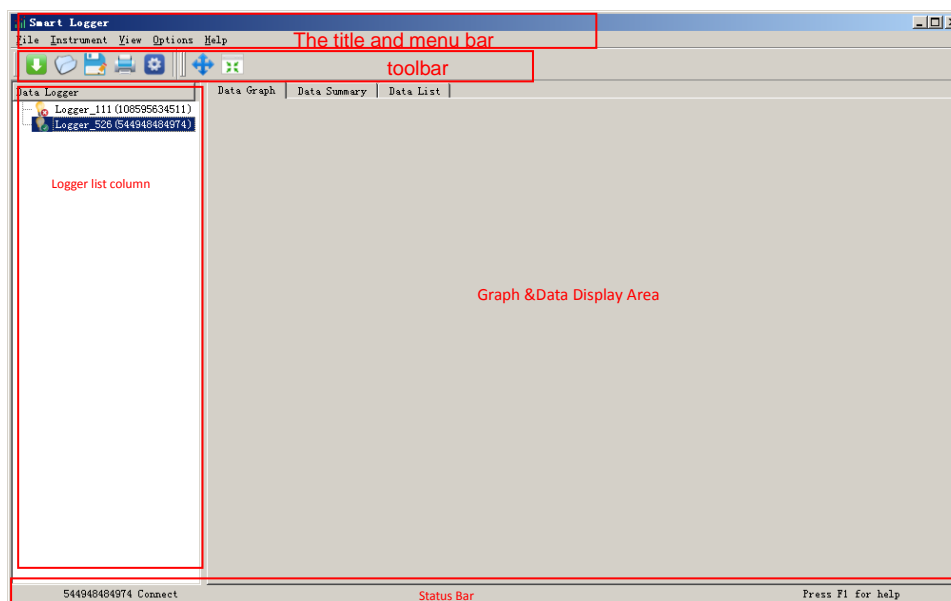 Smart Logger
File Instrument View Options Help
The title and menu bar
toolbar
Data Logger
Data Graph Data Summary Data List
Logger_111(108595634511)
Logger_526(544948484974)
Logger list column
Graph &Data Display Area
544948484974 Connect
Status Bar
Press F1 for help